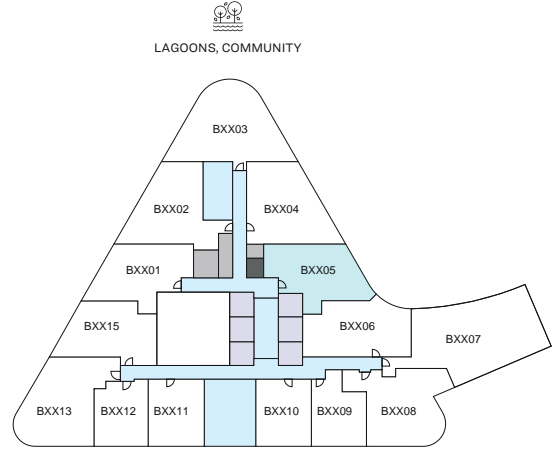 LAGOONS, COMMUNITY
BXX03
BXX02
BXX04
BXX01
BXX05
BXX15
BXX06
BXX07
BXX13
BXX12
BXX11
BXX10
BXX09
BXX08